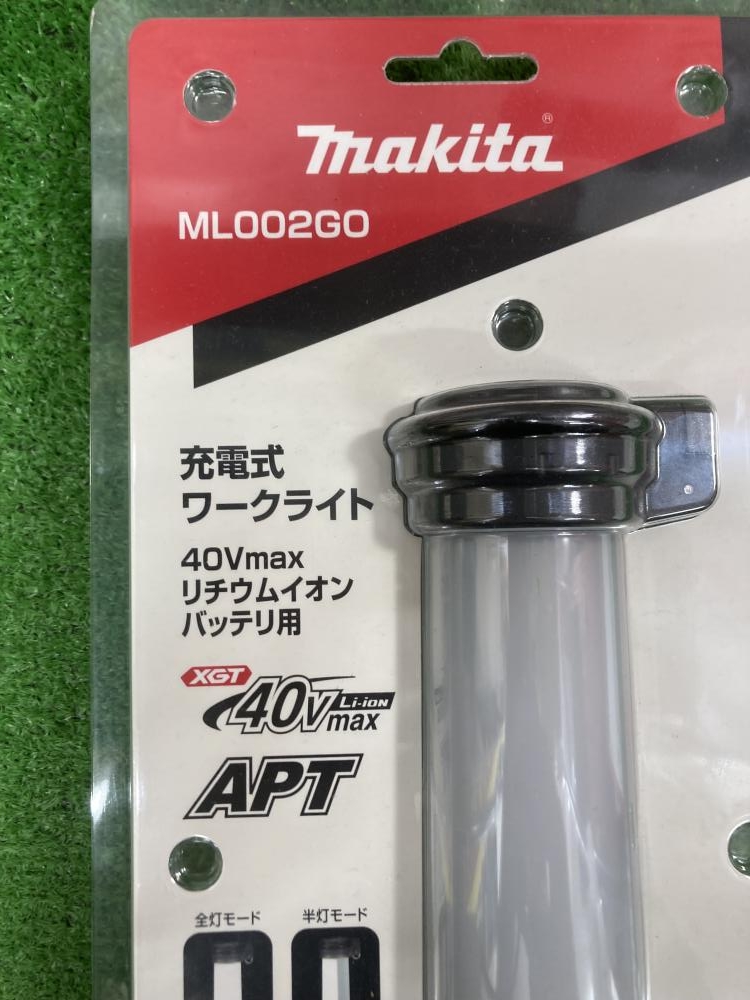 makita®
ML002G0
充電式
ワークライト
40Vmax
リチウムイオン
バッテリ用
XGT
40Vmax Li-ion
APT
全灯モード 半灯モード